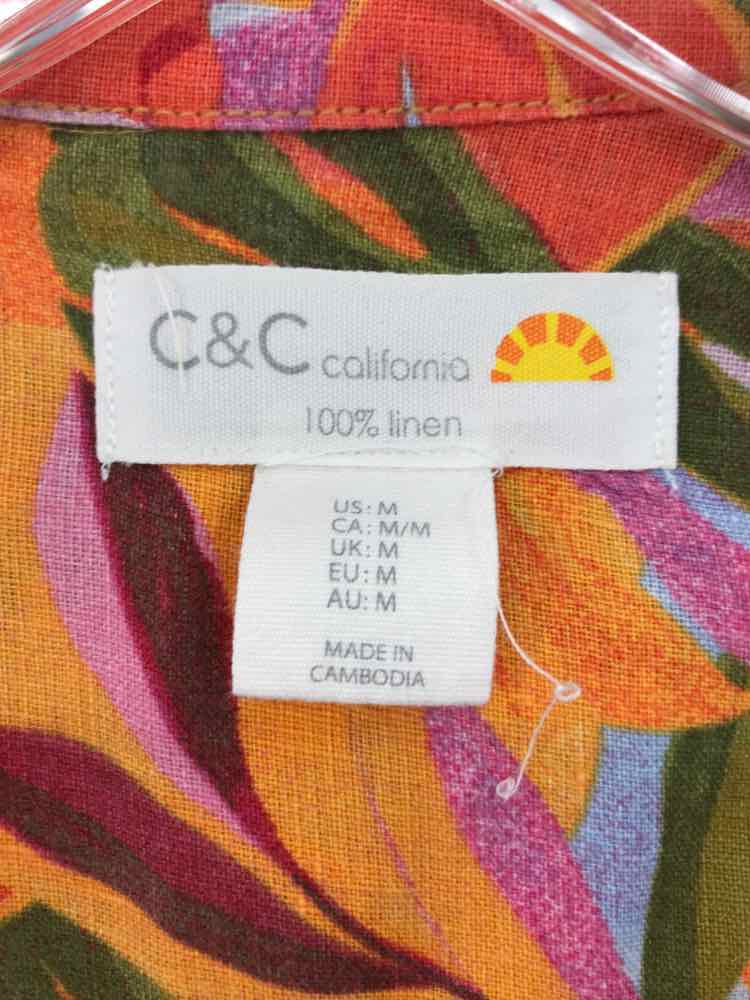 C&C california
100% linen
US: M
CA: M/M
UK: M
EU: M
AU: M
MADE IN
CAMBODIA